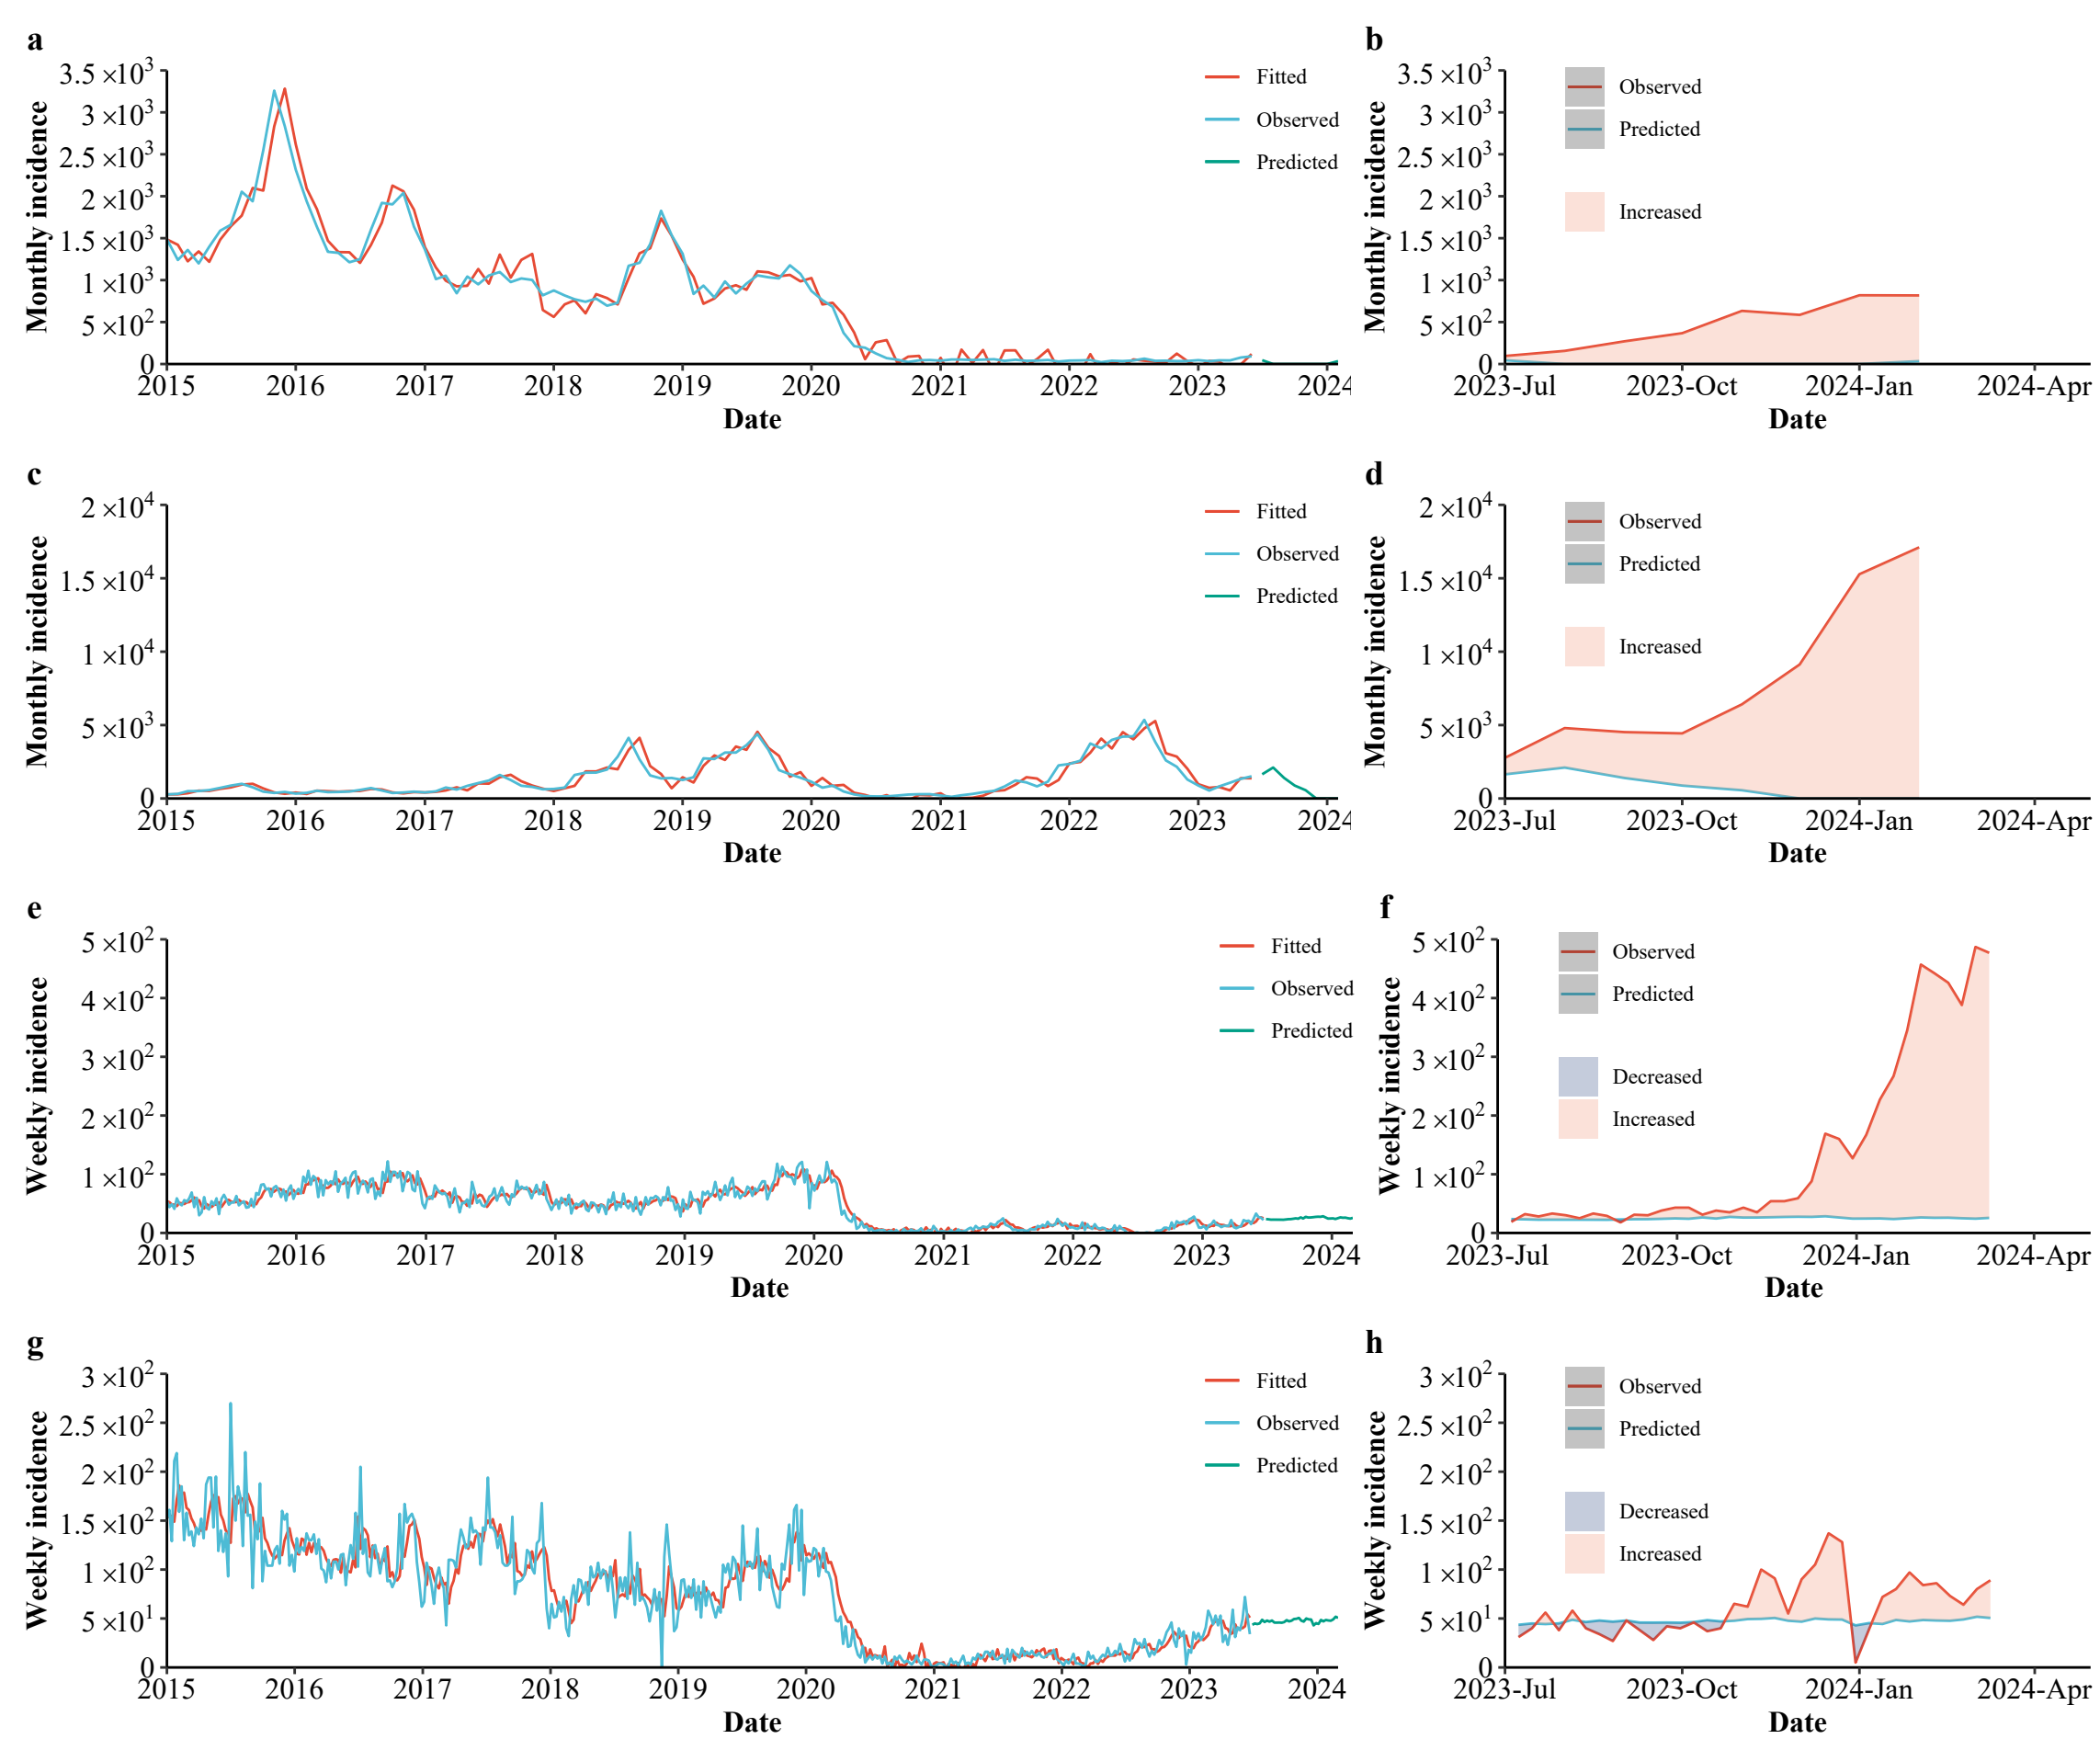 a
3.5 ×10³
3 ×10³
2.5 ×10³
2 ×10³
1.5 ×10³
1 ×10³
5 ×10²
0
Monthly incidence
Fitted
Observed
Predicted
2015 2016 2017 2018 2019 2020 2021 2022 2023 2024
Date
b
3.5 ×10³
3 ×10³
2.5 ×10³
2 ×10³
1.5 ×10³
1 ×10³
5 ×10²
0
Monthly incidence
Observed
Predicted
Increased
2023-Jul 2023-Oct 2024-Jan 2024-Apr
Date
c
2 ×10⁴
1.5 ×10⁴
1 ×10⁴
5 ×10³
0
Monthly incidence
Fitted
Observed
Predicted
2015 2016 2017 2018 2019 2020 2021 2022 2023 2024
Date
d
2 ×10⁴
1.5 ×10⁴
1 ×10⁴
5 ×10³
0
Monthly incidence
Observed
Predicted
Increased
2023-Jul 2023-Oct 2024-Jan 2024-Apr
Date
e
5 ×10²
4 ×10²
3 ×10²
2 ×10²
1 ×10²
0
Weekly incidence
Fitted
Observed
Predicted
2015 2016 2017 2018 2019 2020 2021 2022 2023 2024
Date
f
5 ×10²
4 ×10²
3 ×10²
2 ×10²
1 ×10²
0
Weekly incidence
Observed
Predicted
Decreased
Increased
2023-Jul 2023-Oct 2024-Jan 2024-Apr
Date
g
3 ×10²
2.5 ×10²
2 ×10²
1.5 ×10²
1 ×10²
5 ×10¹
0
Weekly incidence
Fitted
Observed
Predicted
2015 2016 2017 2018 2019 2020 2021 2022 2023 2024
Date
h
3 ×10²
2.5 ×10²
2 ×10²
1.5 ×10²
1 ×10²
5 ×10¹
0
Weekly incidence
Observed
Predicted
Decreased
Increased
2023-Jul 2023-Oct 2024-Jan 2024-Apr
Date